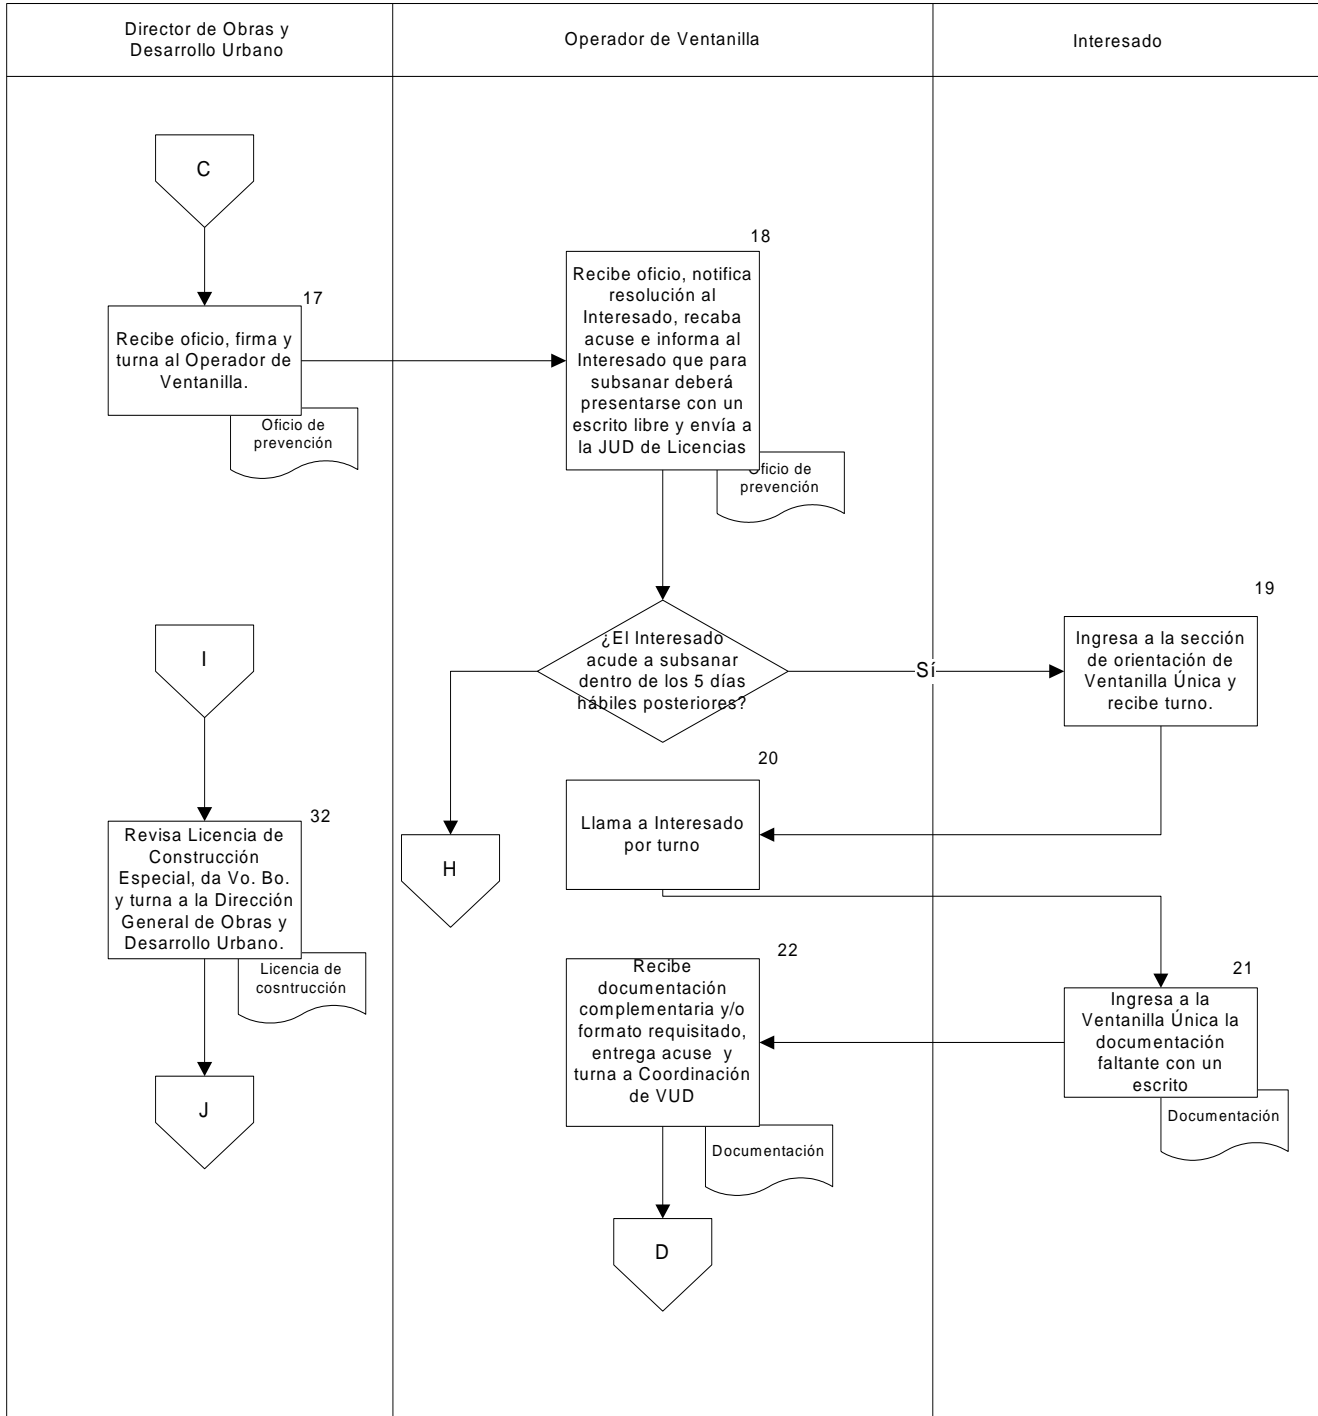 Director de Obras y
Desarrollo Urbano
Operador de Ventanilla
Interesado
C
17
Recibe oficio, firma y
turna al Operador de
Ventanilla.
Oficio de
prevención
18
Recibe oficio, notifica
resolución al
Interesado, recaba
acuse e informa al
Interesado que para
subsanar deberá
presentarse con un
escrito libre y envía a
la JUD de Licencias
Oficio de
prevención
¿El Interesado
acude a subsanar
dentro de los 5 días
hábiles posteriores?
Sí
19
Ingresa a la sección
de orientación de
Ventanilla Única y
recibe turno.
I
32
Revisa Licencia de
Construcción
Especial, da Vo. Bo.
y turna a la Dirección
General de Obras y
Desarrollo Urbano.
Licencia de
cosntrucción
J
H
20
Llama a Interesado
por turno
21
Ingresa a la
Ventanilla Única la
documentación
faltante con un
escrito
Documentación
22
Recibe
documentación
complementaria y/o
formato requisitado,
entrega acuse y
turna a Coordinación
de VUD
Documentación
D